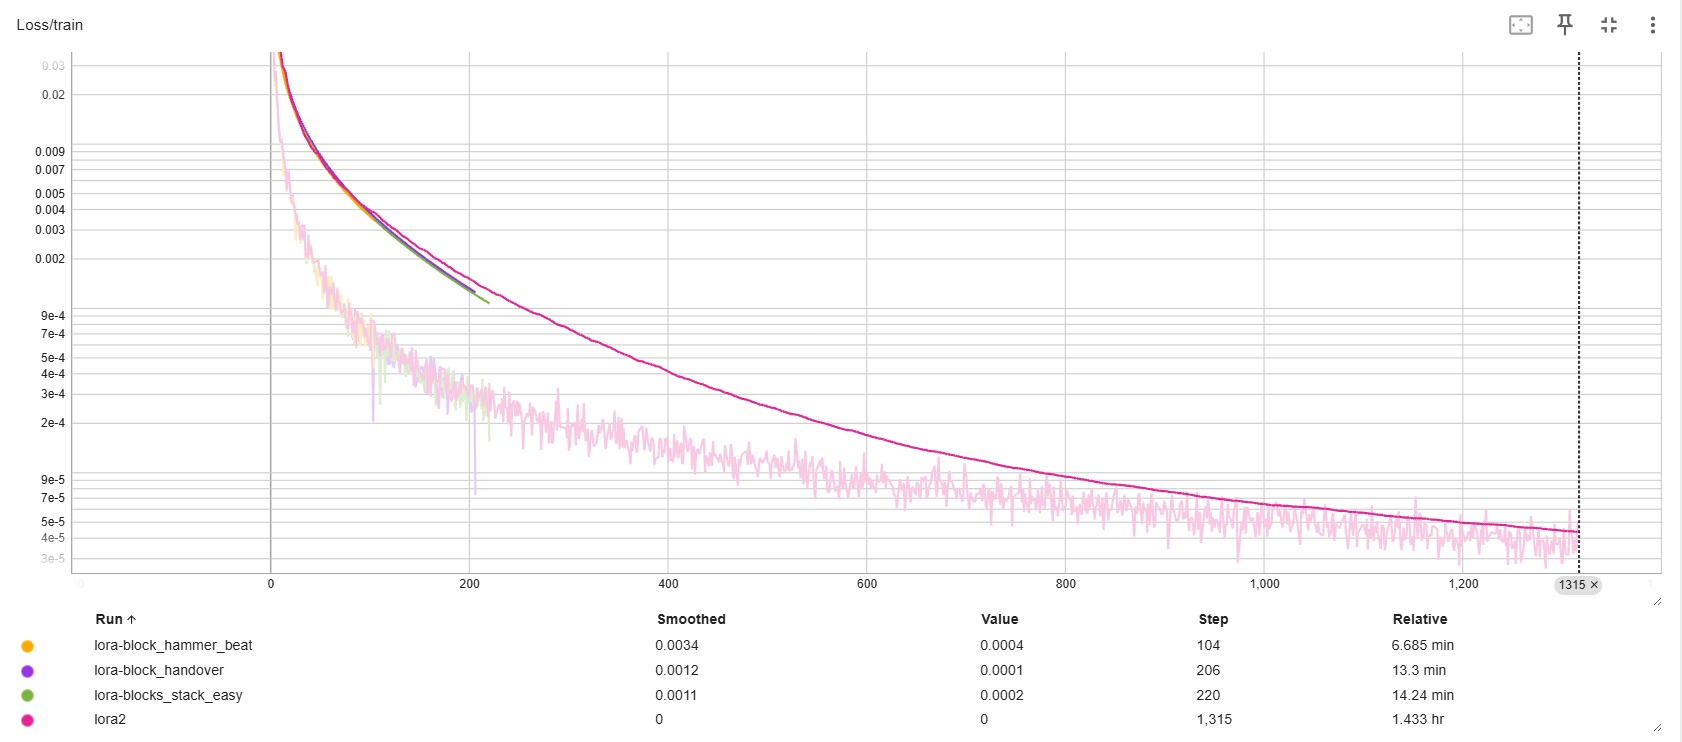 Loss/train
0.03
0.02
0.009
0.007
0.005
0.004
0.003
0.002
9e-4
7e-4
5e-4
4e-4
3e-4
2e-4
9e-5
7e-5
5e-5
4e-5
3e-5
0 200 400 600 800 1,000 1,200 1315 ×
Run ↑ Smoothed Value Step Relative
lora-block_hammer_beat 0.0034 0.0004 104 6.685 min
lora-block_handover 0.0012 0.0001 206 13.3 min
lora-blocks_stack_easy 0.0011 0.0002 220 14.24 min
lora2 0 0 1,315 1.433 hr